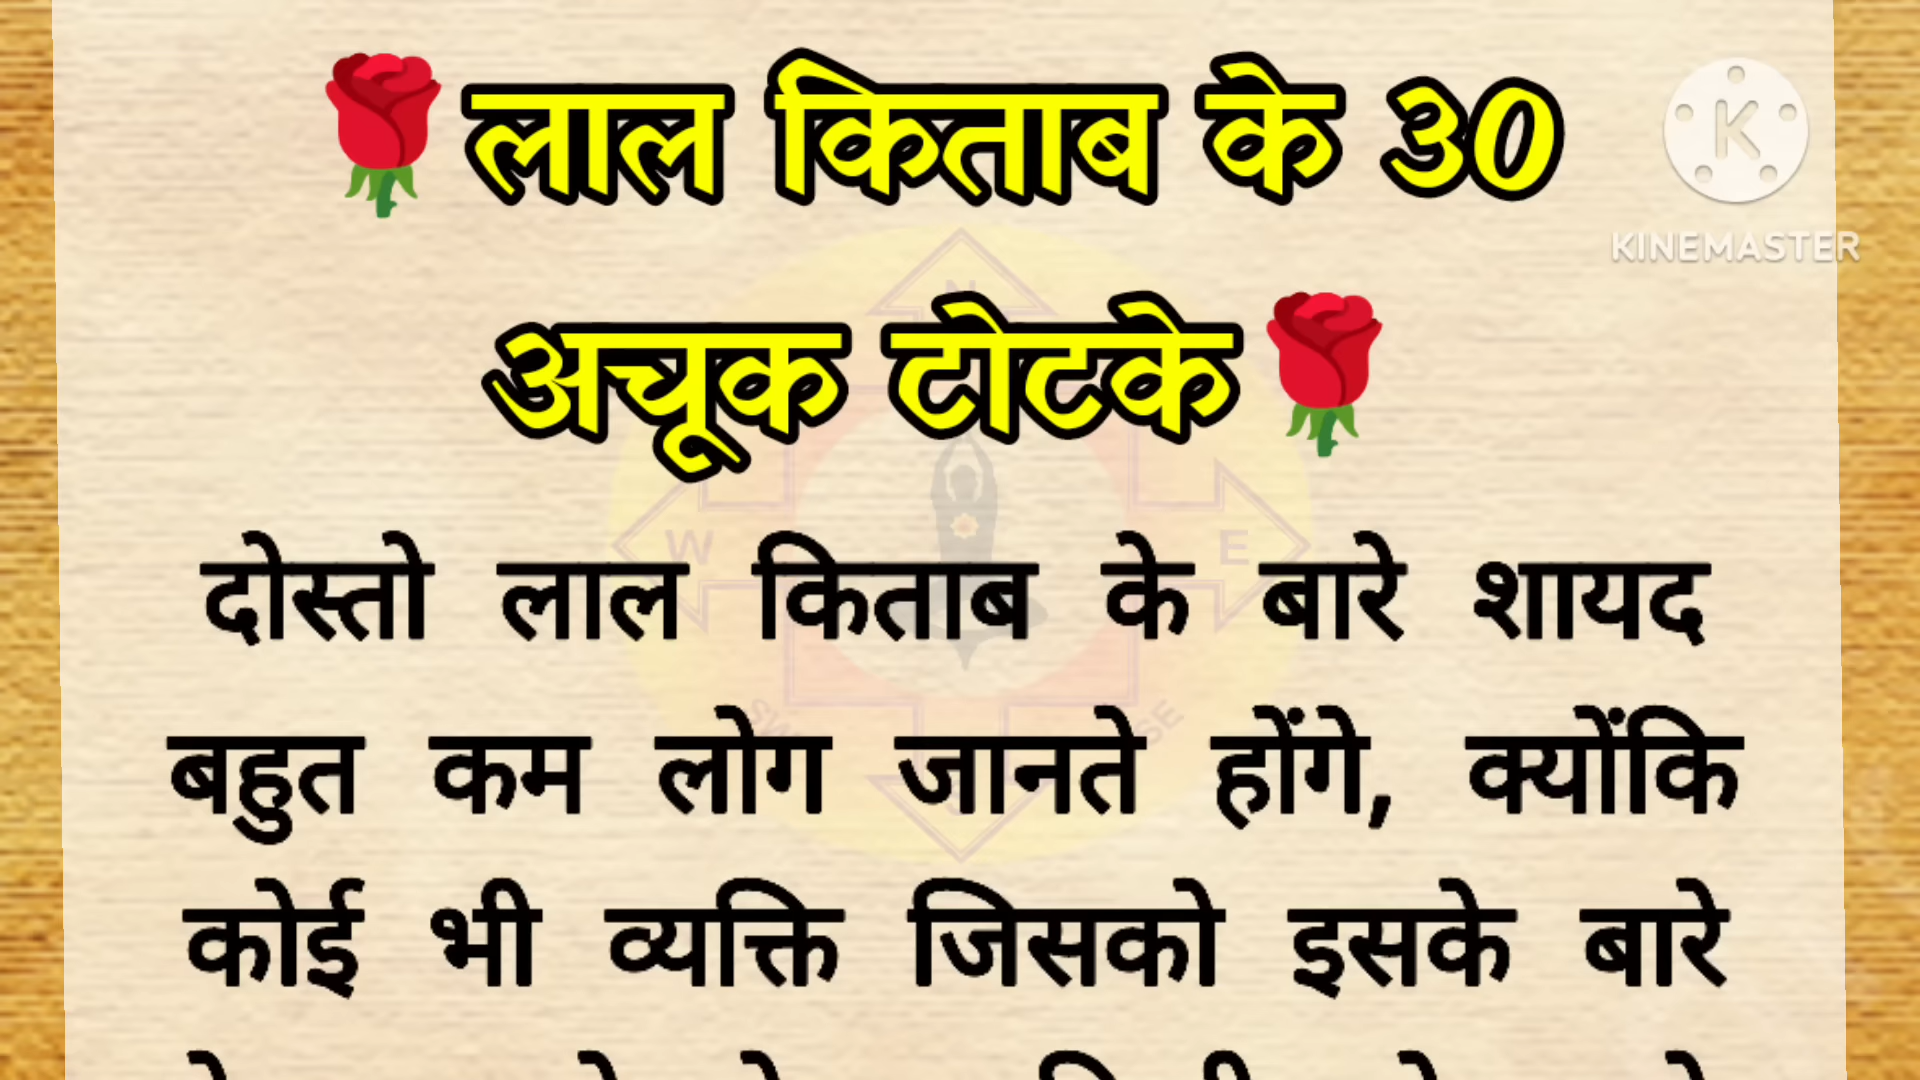 लाल किताब के 30
KINEMASTER
अचूक टोटके
दोस्तो लाल किताब के बारे शायद
बहुत कम लोग जानते होंगे, क्योंकि
कोई भी व्यक्ति जिसको इसके बारे
N
W
E
K